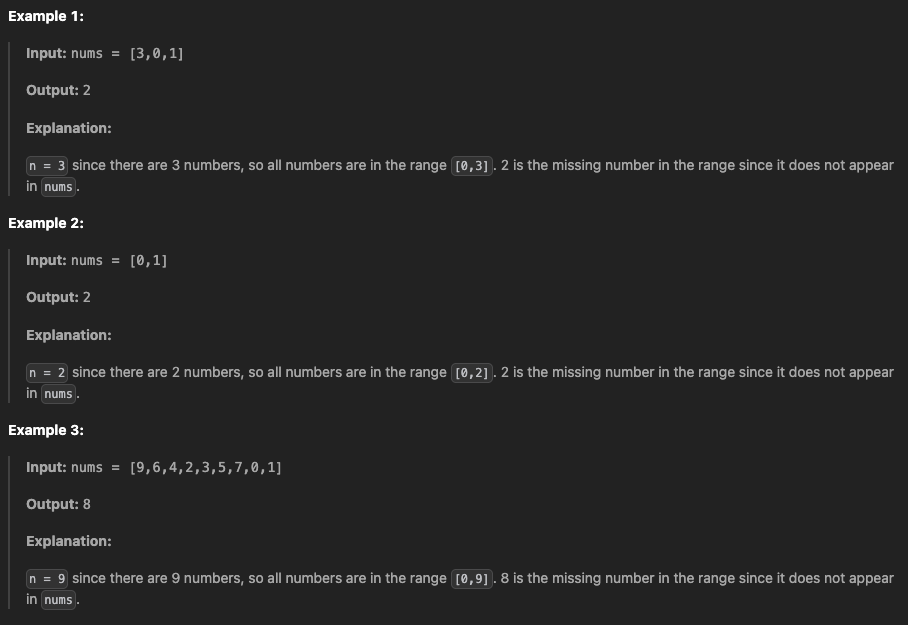 Example 1:
Input: nums = [3,0,1]
Output: 2
Explanation:
n = 3 since there are 3 numbers, so all numbers are in the range [0,3]. 2 is the missing number in the range since it does not appear
in nums.
Example 2:
Input: nums = [0,1]
Output: 2
Explanation:
n = 2 since there are 2 numbers, so all numbers are in the range [0,2]. 2 is the missing number in the range since it does not appear
in nums.
Example 3:
Input: nums = [9,6,4,2,3,5,7,0,1]
Output: 8
Explanation:
n = 9 since there are 9 numbers, so all numbers are in the range [0,9]. 8 is the missing number in the range since it does not appear
in nums.